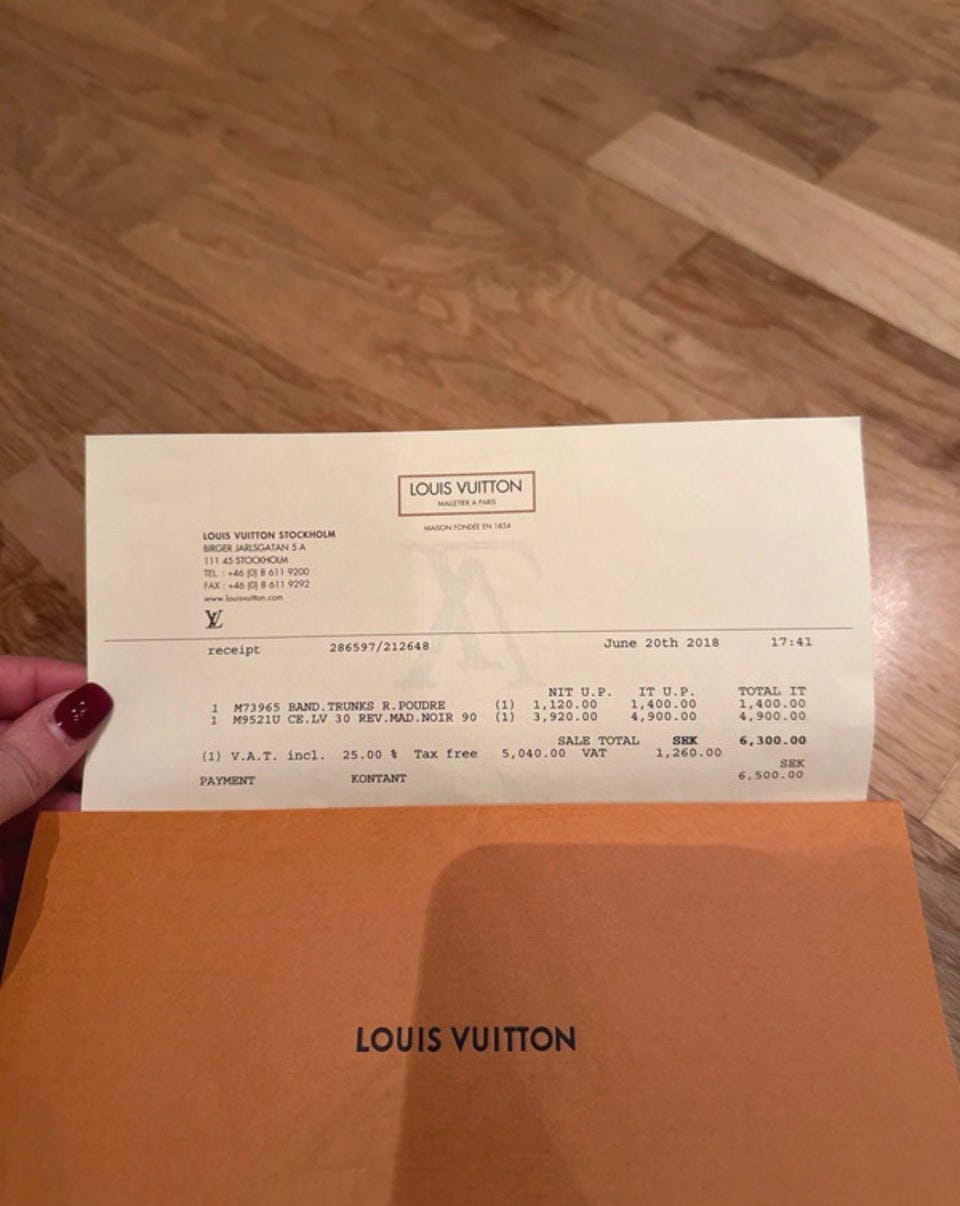 LOUIS VUITTON
MALLETIER A PARIS
MAISON FONDÉE EN 1854
LOUIS VUITTON STOCKHOLM
BIRGER JARLSGATAN 5 A
111 45 STOCKHOLM
TEL : +46 (0) 8 611 9200
FAX : +46 (0) 8 611 9292
www.louisvuitton.com
LV
receipt 286597/212648 June 20th 2018 17:41
NIT U.P. IT U.P. TOTAL IT
1 M73965 BAND.TRUNKS R.POUDRE (1) 1,120.00 1,400.00 1,400.00
1 M9521U CE.LV 30 REV.MAD.NOIR 90 (1) 3,920.00 4,900.00 4,900.00
SALE TOTAL SEK 6,300.00
(1) V.A.T. incl. 25.00 % Tax free 5,040.00 VAT 1,260.00
SEK
PAYMENT KONTANT 6,500.00
LOUIS VUITTON